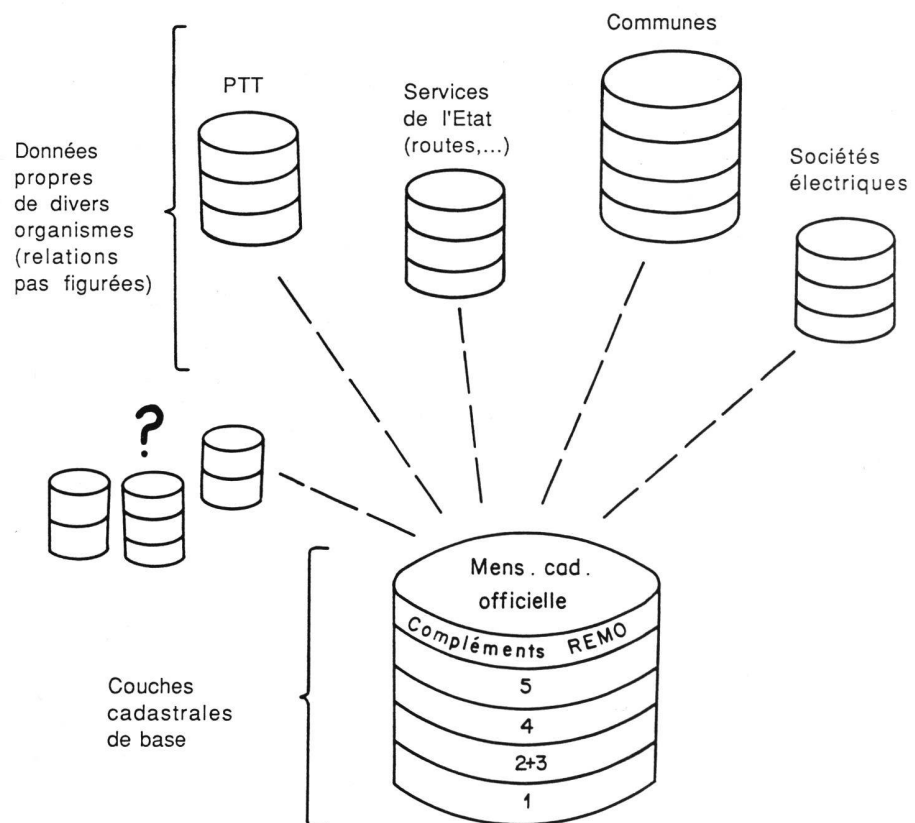 Communes
PTT
Services
de l'Etat
(routes,...)
Sociétés
électriques
Données
propres
de divers
organismes
(relations
pas figurées)
?
Mens. cad.
officielle
Compléments REMO
5
4
2+3
1
Couches
cadastrales
de base